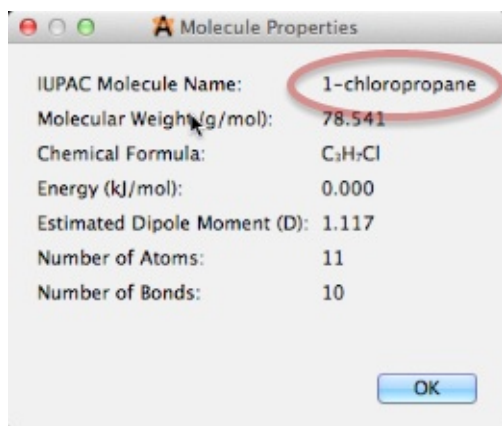 Molecule Properties
IUPAC Molecule Name: 1-chloropropane
Molecular Weight (g/mol): 78.541
Chemical Formula: C₃H₇Cl
Energy (kJ/mol): 0.000
Estimated Dipole Moment (D): 1.117
Number of Atoms: 11
Number of Bonds: 10
OK